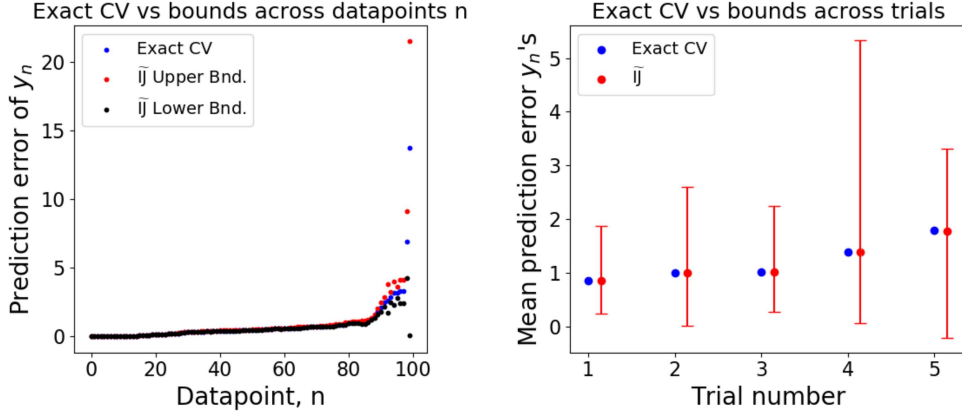 Exact CV vs bounds across datapoints n
Prediction error of yₙ
20
15
10
5
0
Exact CV
ĨJ̃ Upper Bnd.
ĨJ̃ Lower Bnd.
0 20 40 60 80 100
Datapoint, n
Exact CV vs bounds across trials
Mean prediction error yₙ's
5
4
3
2
1
0
Exact CV
ĨJ̃
1 2 3 4 5
Trial number